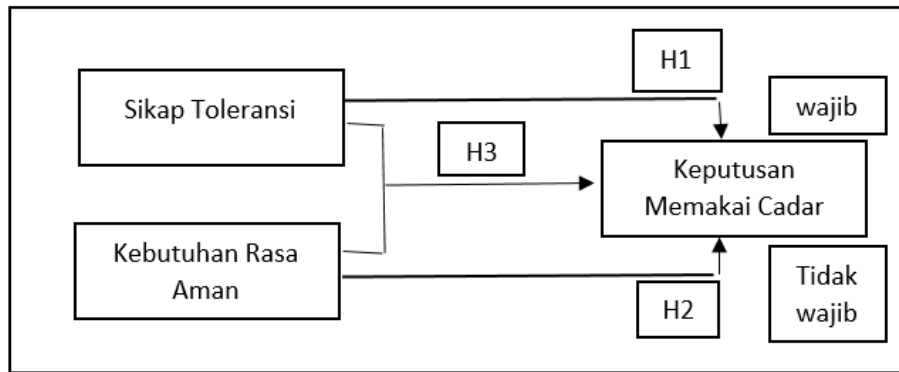 H1
Sikap Toleransi
wajib
H3
Keputusan
Memakai Cadar
Kebutuhan Rasa
Aman
Tidak
wajib
H2